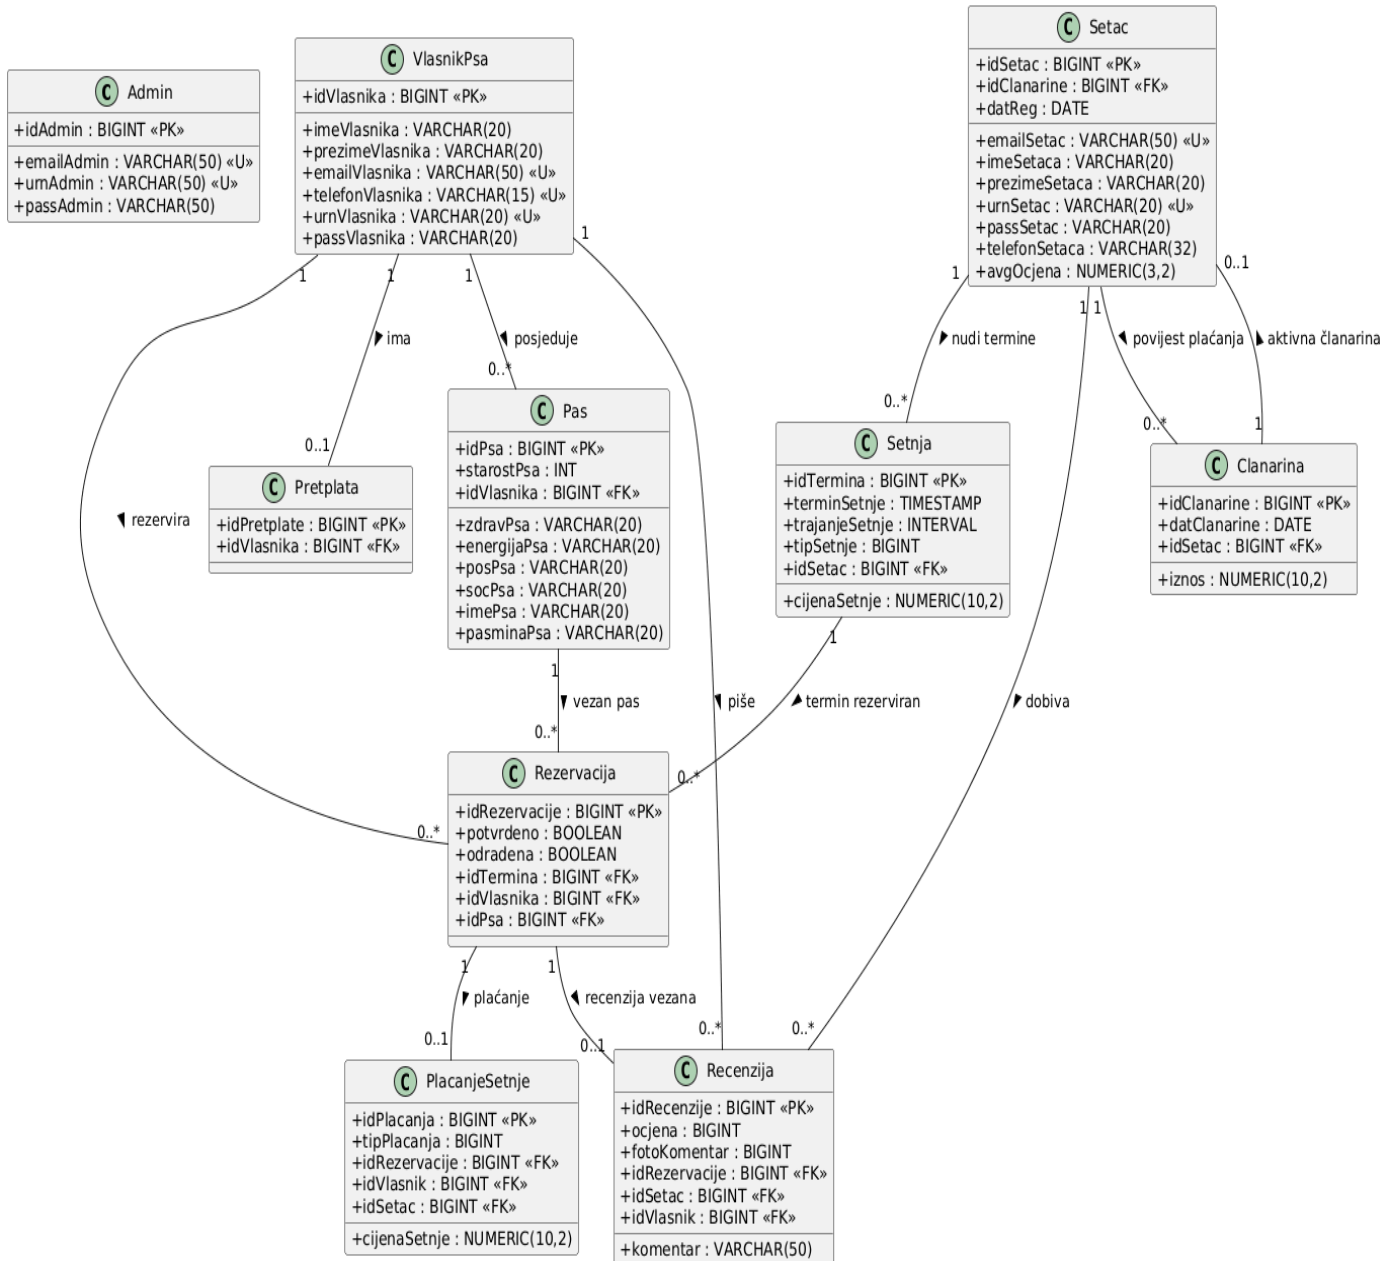 Admin
+idAdmin : BIGINT «PK»
+emailAdmin : VARCHAR(50) «U»
+urnAdmin : VARCHAR(50) «U»
+passAdmin : VARCHAR(50)
VlasnikPsa
+idVlasnika : BIGINT «PK»
+imeVlasnika : VARCHAR(20)
+prezimeVlasnika : VARCHAR(20)
+emailVlasnika : VARCHAR(50) «U»
+telefonVlasnika : VARCHAR(15) «U»
+urnVlasnika : VARCHAR(20) «U»
+passVlasnika : VARCHAR(20)
Setac
+idSetac : BIGINT «PK»
+idClanarine : BIGINT «FK»
+datReg : DATE
+emailSetac : VARCHAR(50) «U»
+imeSetaca : VARCHAR(20)
+prezimeSetaca : VARCHAR(20)
+urnSetac : VARCHAR(20) «U»
+passSetac : VARCHAR(20)
+telefonSetaca : VARCHAR(32)
+avgOcjena : NUMERIC(3,2)
1
1
1
1
1
1
1
0..1
ima
posjeduje
nudi termine
povijest plaćanja
aktivna članarina
0..1
0..*
0..*
0..*
1
Pretplata
+idPretplate : BIGINT «PK»
+idVlasnika : BIGINT «FK»
Pas
+idPsa : BIGINT «PK»
+starostPsa : INT
+idVlasnika : BIGINT «FK»
+zdravPsa : VARCHAR(20)
+energijaPsa : VARCHAR(20)
+posPsa : VARCHAR(20)
+socPsa : VARCHAR(20)
+imePsa : VARCHAR(20)
+pasminaPsa : VARCHAR(20)
Setnja
+idTermina : BIGINT «PK»
+terminSetnje : TIMESTAMP
+trajanjeSetnje : INTERVAL
+tipSetnje : BIGINT
+idSetac : BIGINT «FK»
+cijenaSetnje : NUMERIC(10,2)
Clanarina
+idClanarine : BIGINT «PK»
+datClanarine : DATE
+idSetac : BIGINT «FK»
+iznos : NUMERIC(10,2)
rezervira
1
1
vezan pas
piše
termin rezerviran
dobiva
0..*
0..*
0..*
Rezervacija
+idRezervacije : BIGINT «PK»
+potvrdeno : BOOLEAN
+odradena : BOOLEAN
+idTermina : BIGINT «FK»
+idVlasnika : BIGINT «FK»
+idPsa : BIGINT «FK»
1
1
plaćanje
recenzija vezana
0..1
0..1
0..*
0..*
PlacanjeSetnje
+idPlacanja : BIGINT «PK»
+tipPlacanja : BIGINT
+idRezervacije : BIGINT «FK»
+idVlasnik : BIGINT «FK»
+idSetac : BIGINT «FK»
+cijenaSetnje : NUMERIC(10,2)
Recenzija
+idRecenzije : BIGINT «PK»
+ocjena : BIGINT
+fotoKomentar : BIGINT
+idRezervacije : BIGINT «FK»
+idSetac : BIGINT «FK»
+idVlasnik : BIGINT «FK»
+komentar : VARCHAR(50)